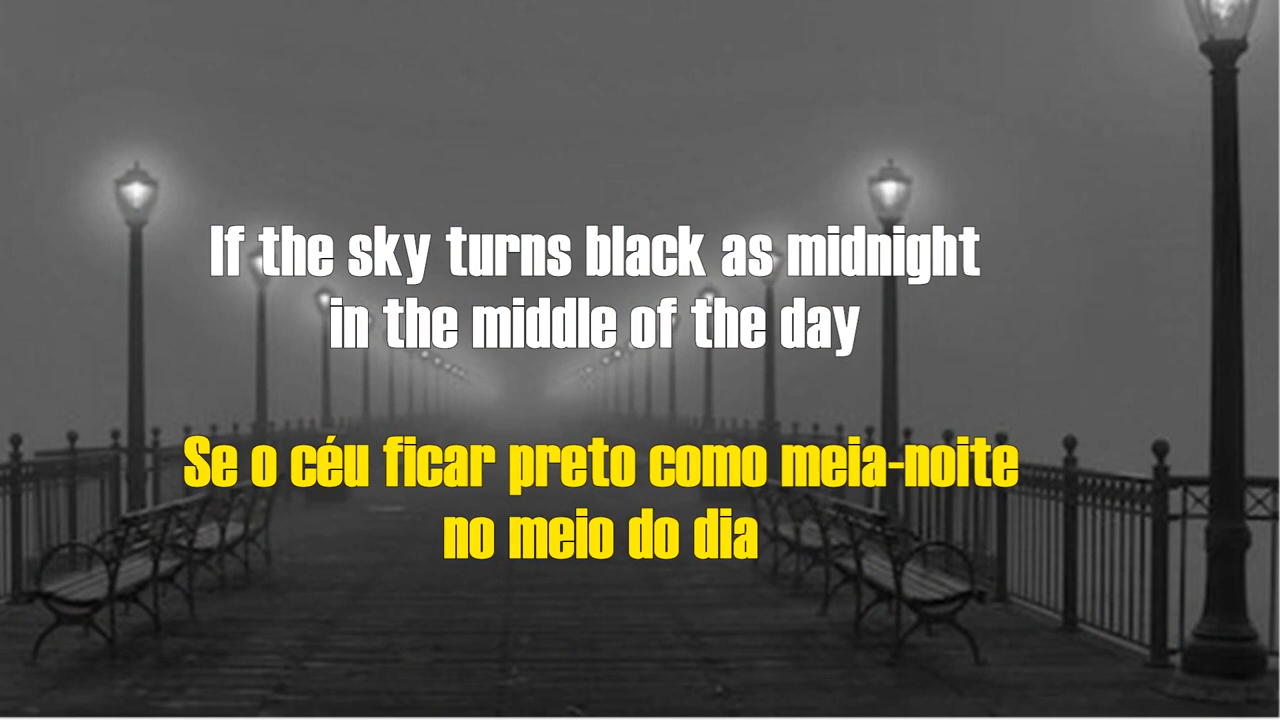 If the sky turns black as midnight
in the middle of the day
Se o céu ficar preto como meia-noite
no meio do dia